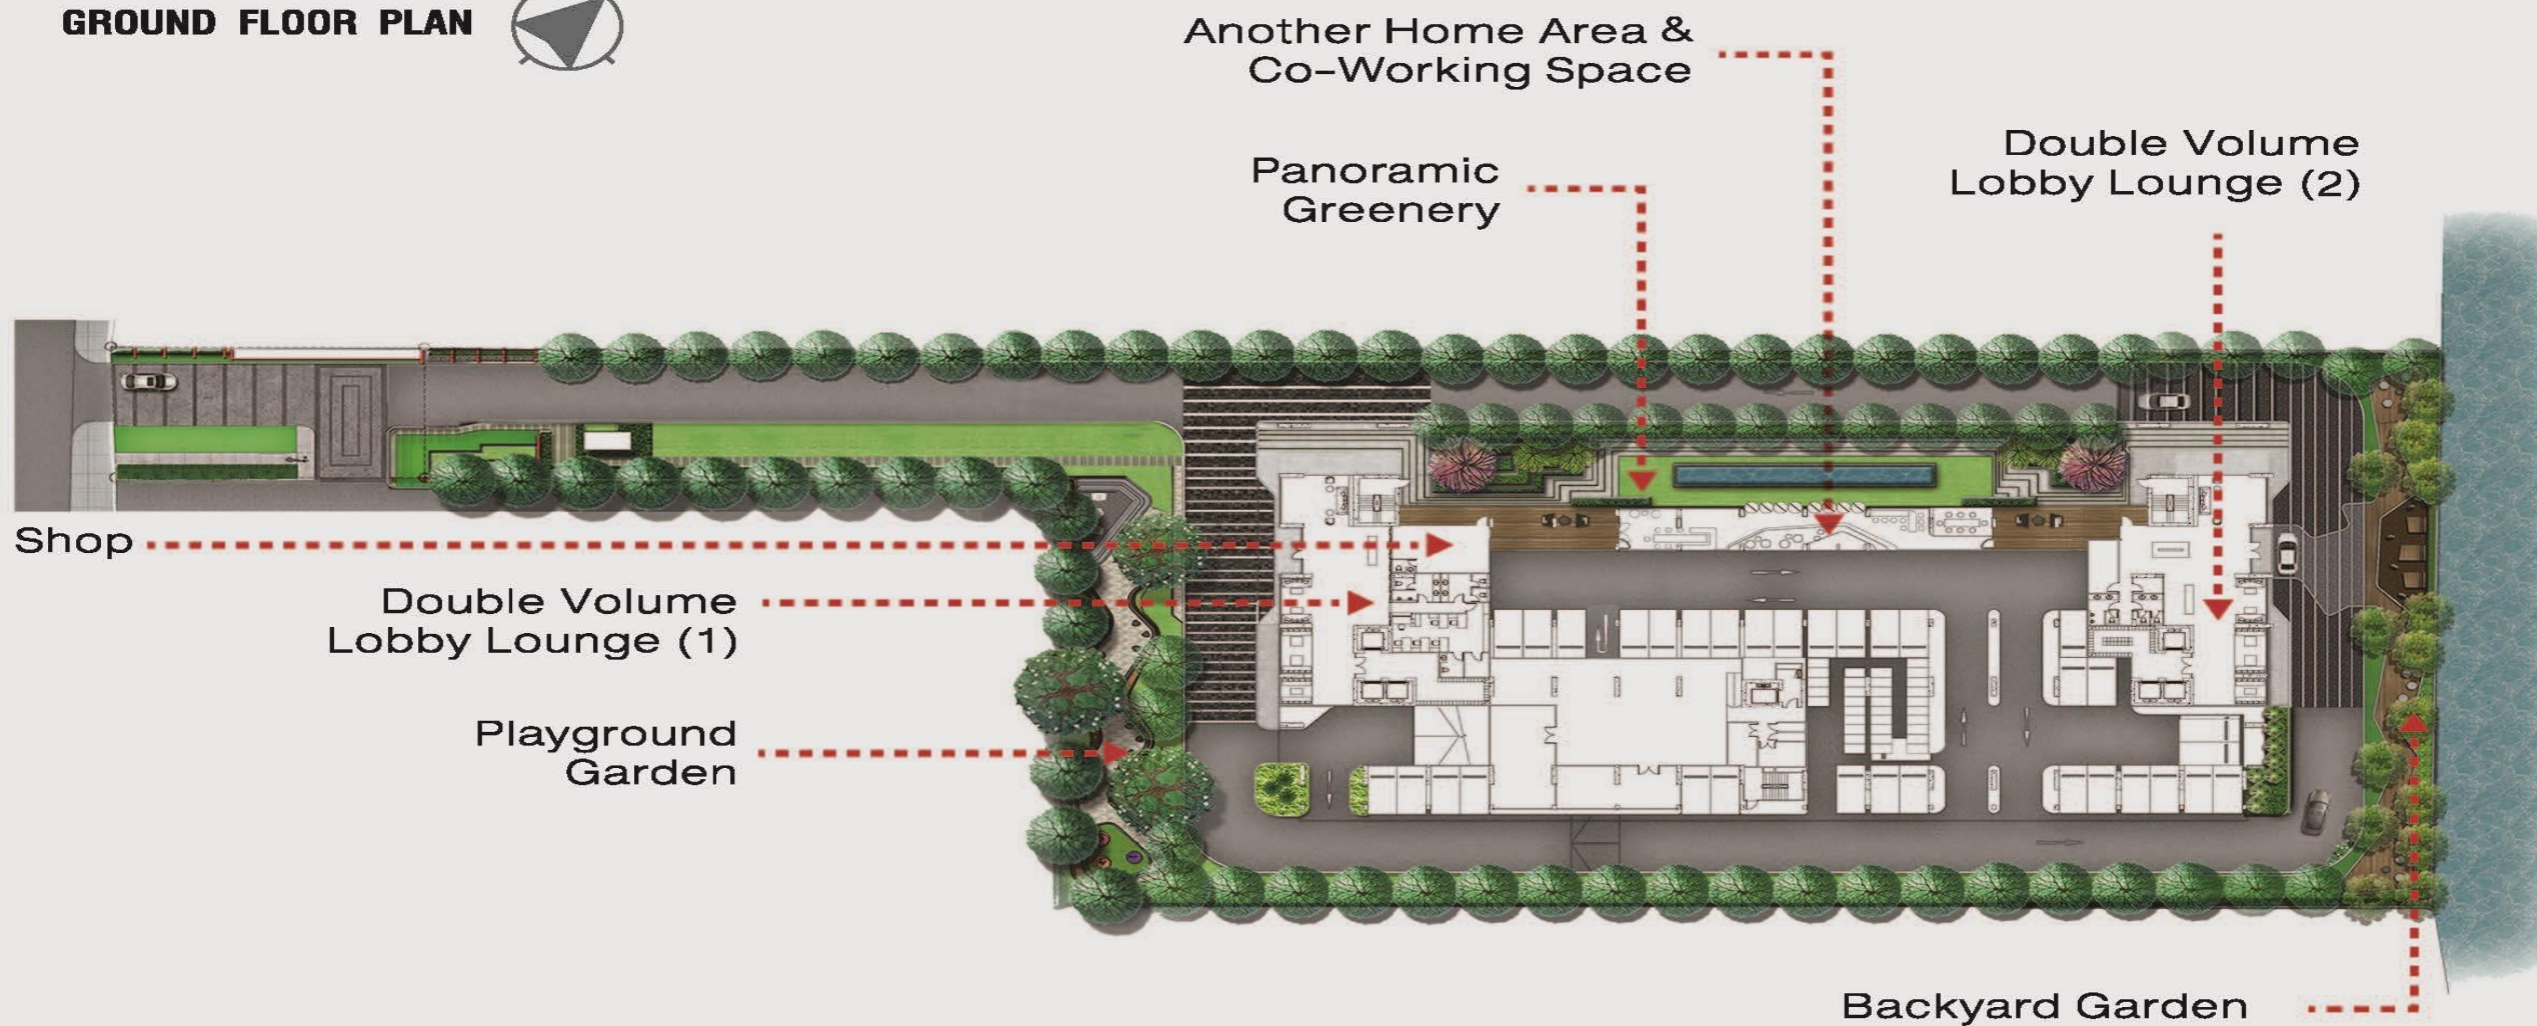 GROUND FLOOR PLAN
Another Home Area &
Co-Working Space
Panoramic
Greenery
Double Volume
Lobby Lounge (2)
Shop
Double Volume
Lobby Lounge (1)
Playground
Garden
Backyard Garden